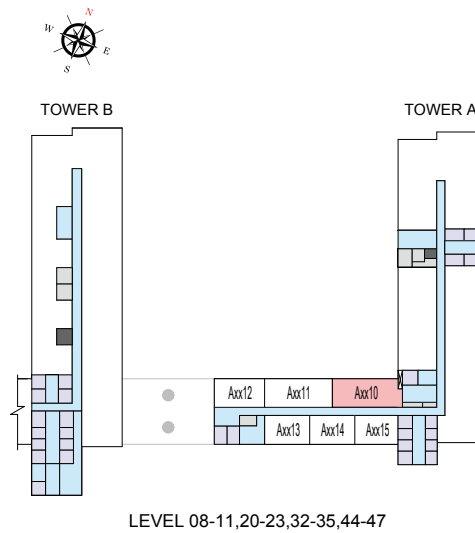 N
W
E
S
TOWER B
TOWER A
Axx12
Axx11
Axx10
Axx13
Axx14
Axx15
LEVEL 08-11,20-23,32-35,44-47